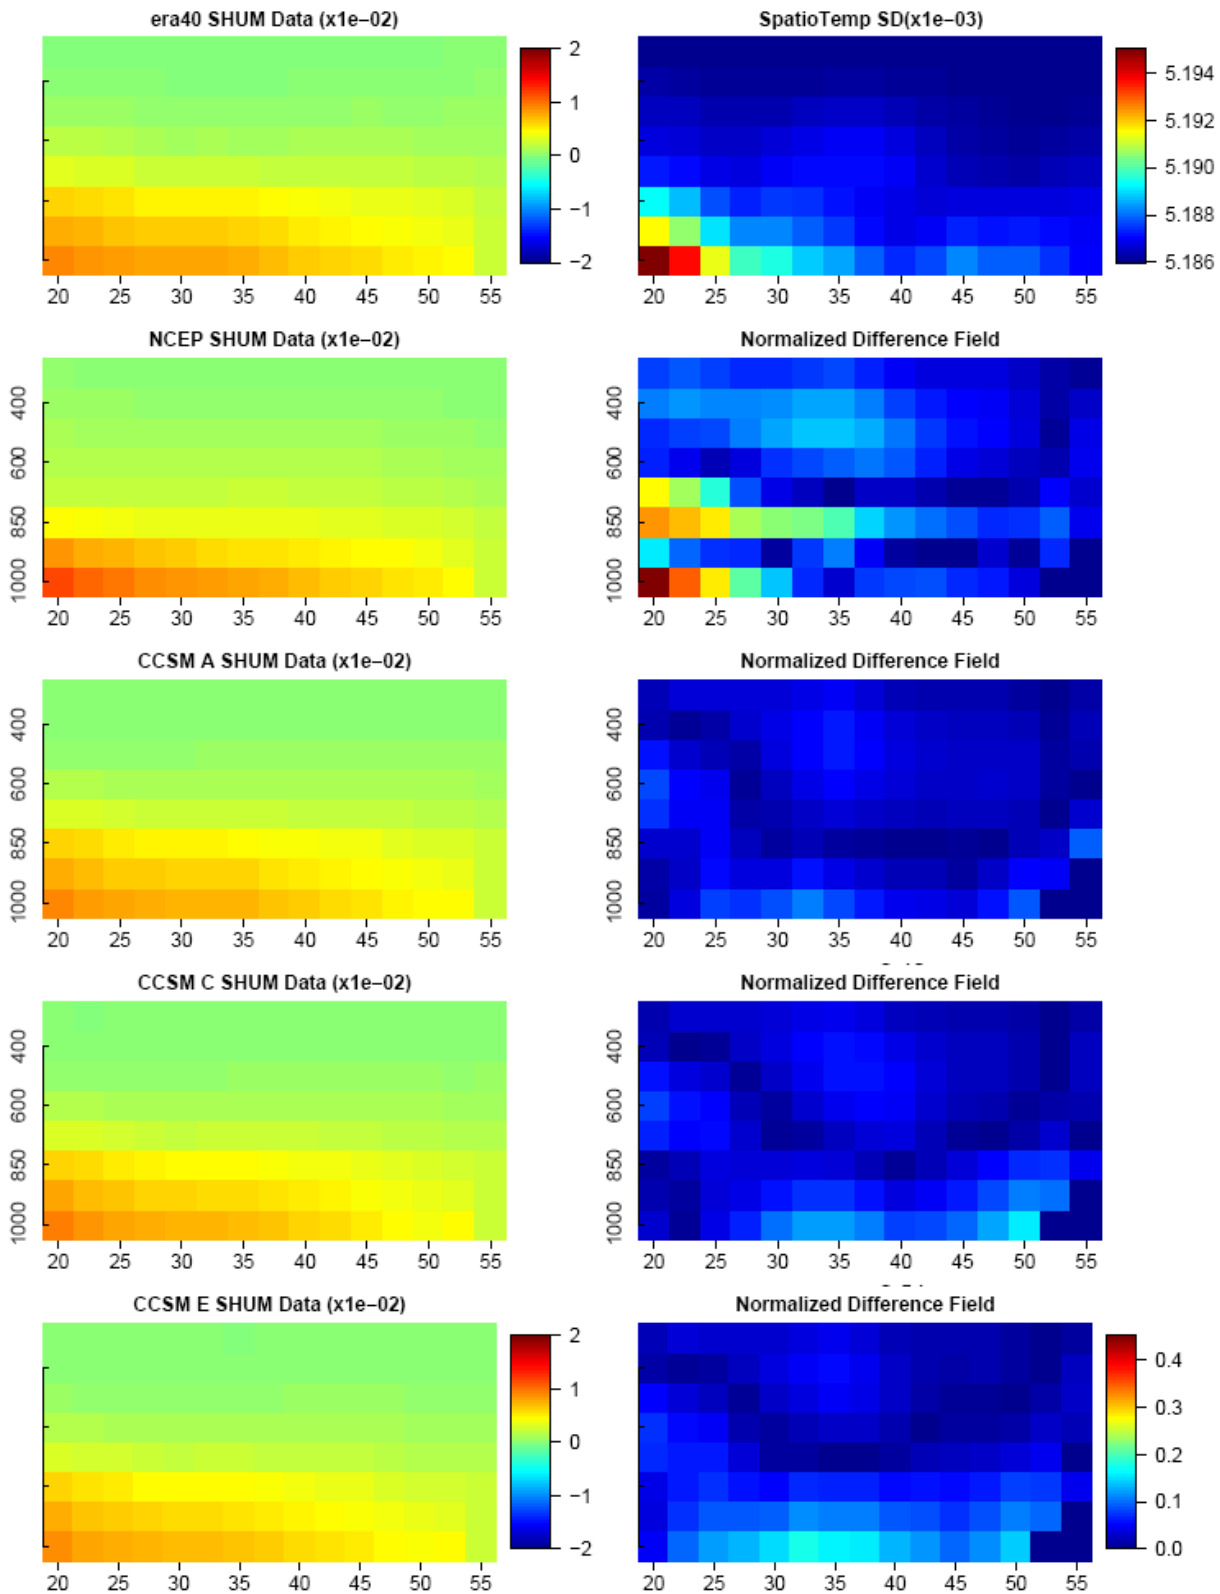 era40 SHUM Data (x1e−02)
SpatioTemp SD(x1e−03)
2
1
0
−1
−2
5.194
5.192
5.190
5.188
5.186
20 25 30 35 40 45 50 55
20 25 30 35 40 45 50 55
NCEP SHUM Data (x1e−02)
Normalized Difference Field
400
600
850
1000
400
600
850
1000
20 25 30 35 40 45 50 55
20 25 30 35 40 45 50 55
CCSM A SHUM Data (x1e−02)
Normalized Difference Field
400
600
850
1000
400
600
850
1000
20 25 30 35 40 45 50 55
20 25 30 35 40 45 50 55
CCSM C SHUM Data (x1e−02)
Normalized Difference Field
400
600
850
1000
400
600
850
1000
20 25 30 35 40 45 50 55
20 25 30 35 40 45 50 55
CCSM E SHUM Data (x1e−02)
Normalized Difference Field
2
1
0
−1
−2
0.4
0.3
0.2
0.1
0.0
20 25 30 35 40 45 50 55
20 25 30 35 40 45 50 55